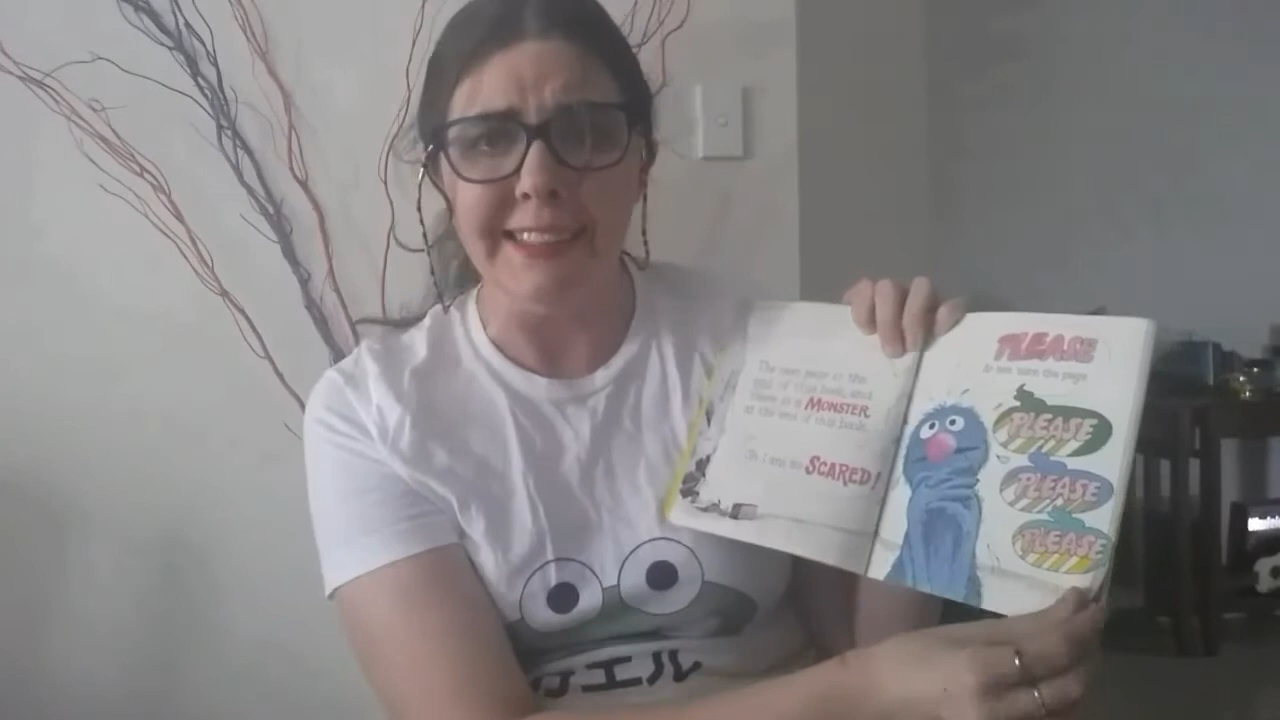 The next page is the
end of this book, and
there is a MONSTER
at the end of this book.
Oh, I am so SCARED!
PLEASE
do not turn the page
PLEASE
PLEASE
PLEASE
カエル